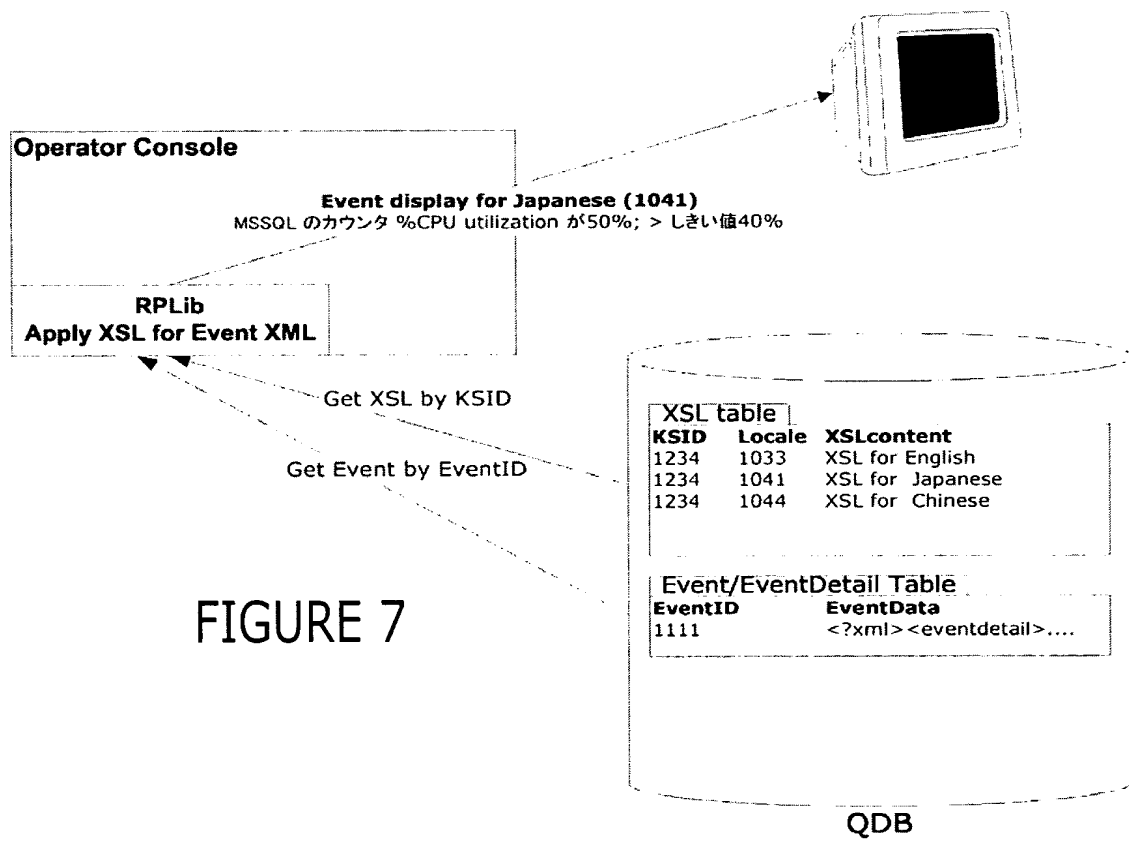 Operator Console
Event display for Japanese (1041)
MSSQL のカウンタ %CPU utilization が50%; > しきい値40%
RPLib
Apply XSL for Event XML
Get XSL by KSID
Get Event by EventID
XSL table
KSID Locale XSLcontent
1234 1033 XSL for English
1234 1041 XSL for Japanese
1234 1044 XSL for Chinese
Event/EventDetail Table
EventID EventData
1111 <?xml><eventdetail>....
FIGURE 7
QDB